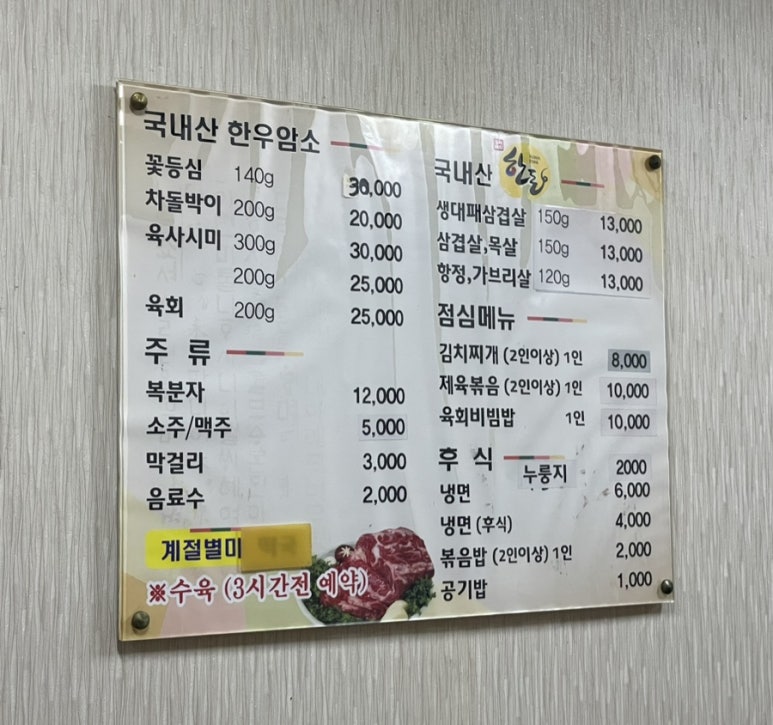 국내산 한우암소
꽃등심 140g 30,000
차돌박이 200g 20,000
육사시미 300g 30,000
200g 25,000
육회 200g 25,000
주 류
복분자 12,000
소주/맥주 5,000
막걸리 3,000
음료수 2,000
계절별미
※수육 (3시간전 예약)
국내산 한돈
생대패삼겹살 150g 13,000
삼겹살,목살 150g 13,000
항정,가브리살 120g 13,000
점심메뉴
김치찌개 (2인이상) 1인 8,000
제육볶음 (2인이상) 1인 10,000
육회비빔밥 1인 10,000
후 식
누룽지 2000
냉면 6,000
냉면 (후식) 4,000
볶음밥 (2인이상) 1인 2,000
공기밥 1,000